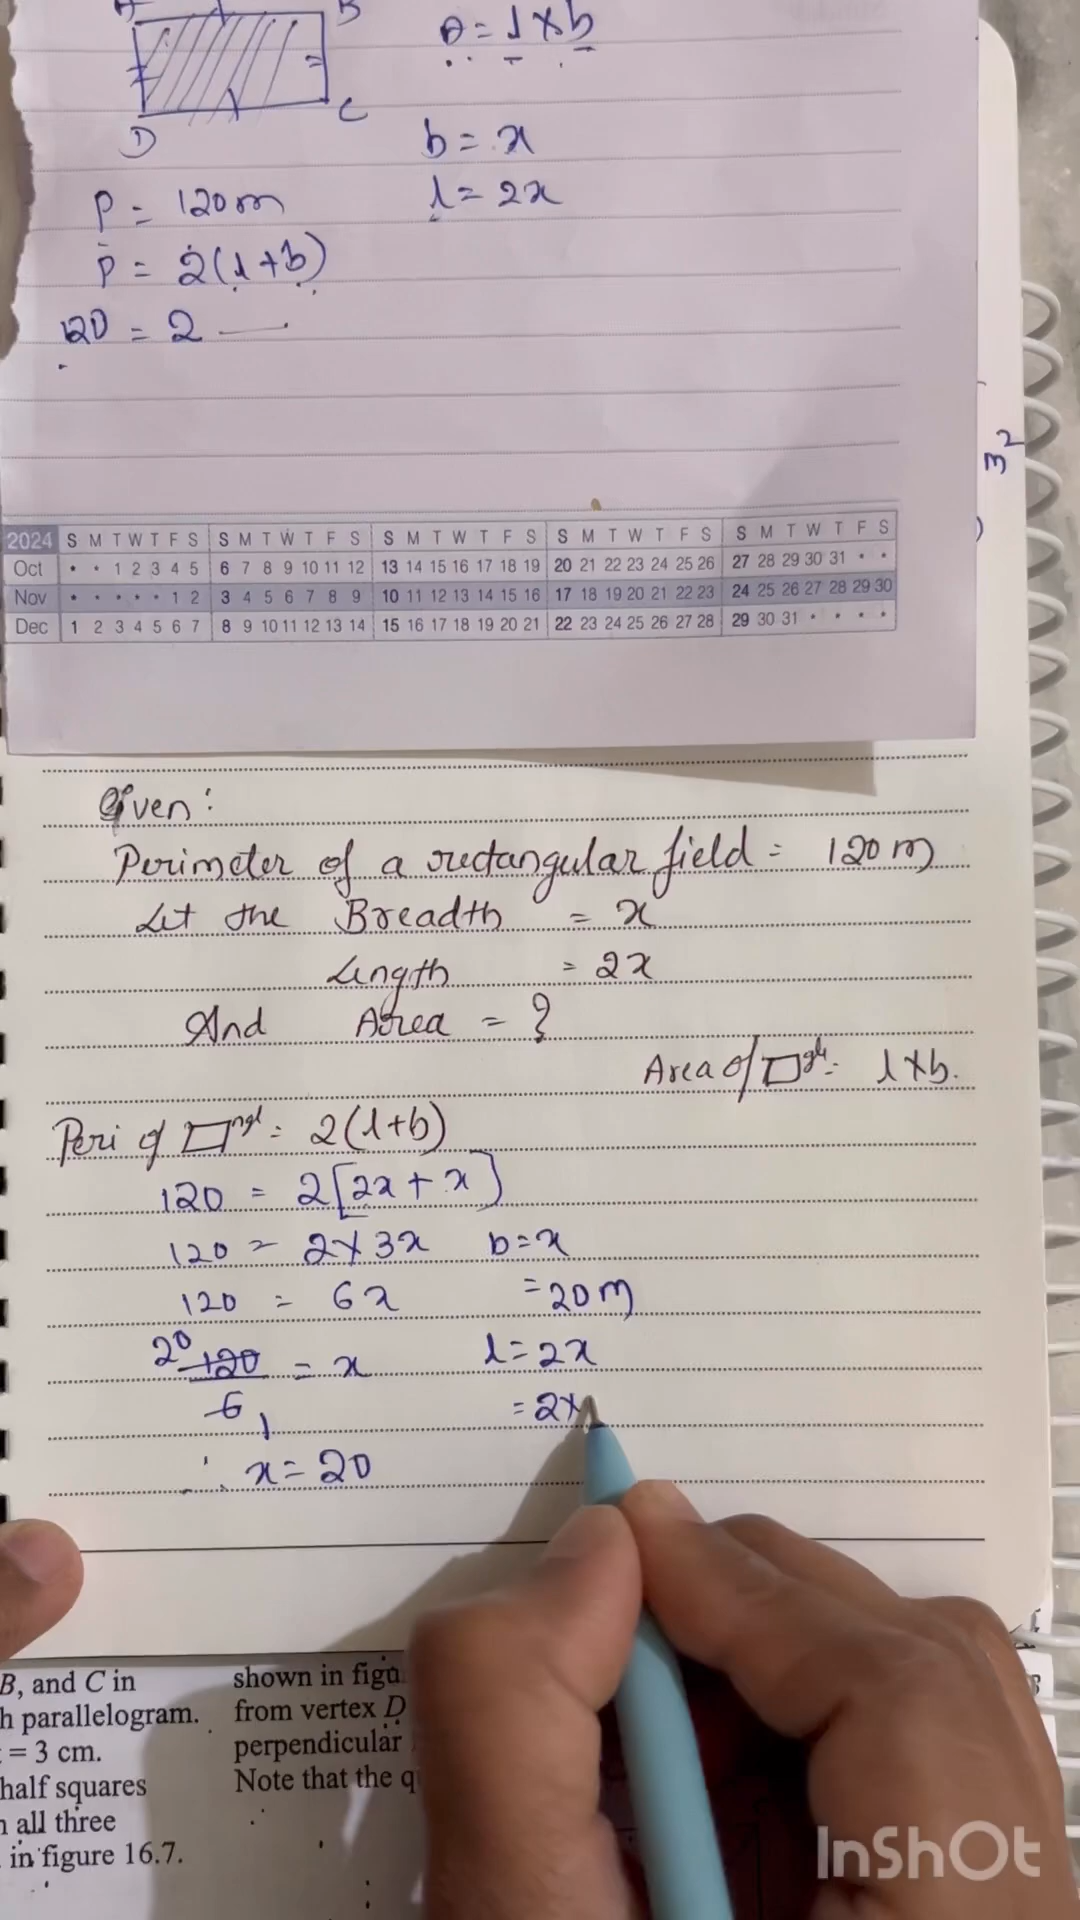 A B
A = l × b
D C
b = x
P = 120 m
l = 2x
P = 2(l+b)
120 = 2
32
2024 S M T W T F S S M T W T F S S M T W T F S S M T W T F S S M T W T F S
Oct • • 1 2 3 4 5 6 7 8 9 10 11 12 13 14 15 16 17 18 19 20 21 22 23 24 25 26 27 28 29 30 31 • •
Nov • • • • • 1 2 3 4 5 6 7 8 9 10 11 12 13 14 15 16 17 18 19 20 21 22 23 24 25 26 27 28 29 30
Dec 1 2 3 4 5 6 7 8 9 10 11 12 13 14 15 16 17 18 19 20 21 22 23 24 25 26 27 28 29 30 31 • • • •
Given:
Perimeter of a rectangular field = 120 m
Let the Breadth = x
Length = 2x
And Area = ?
Area of ▭gle = l × b.
Peri of ▭ngl = 2(l+b)
120 = 2[2x + x]
120 = 2 × 3x b = x
120 = 6x = 20 m
20 120 = x l = 2x
6 1 = 2×
∴ x = 20
B, and C in
h parallelogram.
= 3 cm.
half squares
n all three
in figure 16.7.
shown in figu
from vertex D
perpendicular
Note that the q
InShOt